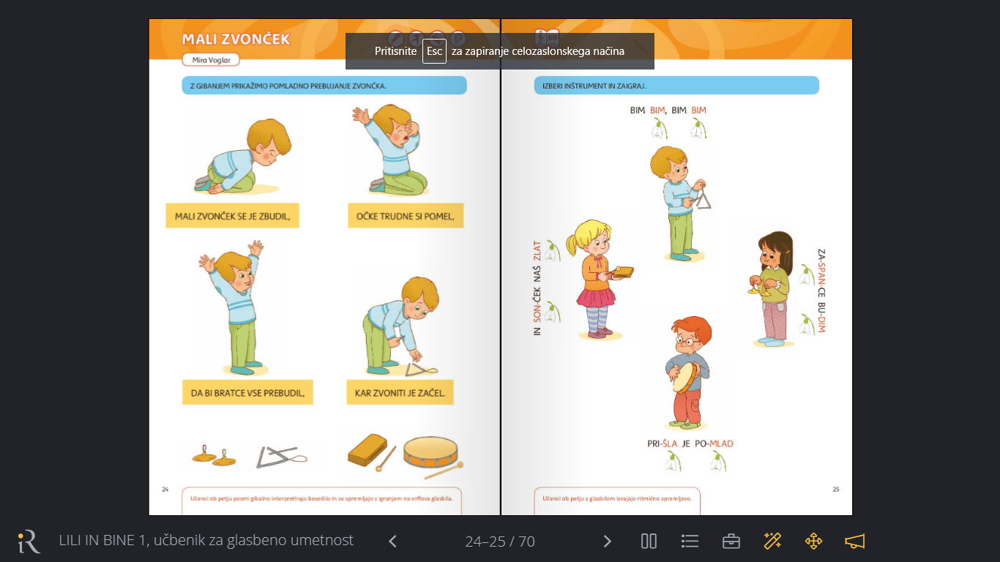 MALI ZVONČEK
Mira Voglar
60
Pritisnite Esc za zapiranje celozaslonskega načina
Z GIBANJEM PRIKAŽIMO POMLADNO PREBUJANJE ZVONČKA.
MALI ZVONČEK SE JE ZBUDIL,
OČKE TRUDNE SI POMEL,
DA BI BRATCE VSE PREBUDIL,
KAR ZVONITI JE ZAČEL.
24
Učenci ob petju pesmi gibalno interpretirajo besedilo in se spremljajo z igranjem na orffova glasbila.
IZBERI INŠTRUMENT IN ZAIGRAJ.
BIM BIM, BIM BIM
IN SON-ČEK NAŠ ZLAT
ZA-SPAN-CE BU-DIM
PRI-ŠLA JE PO-MLAD
25
Učenci ob petju z glasbilom izvajajo ritmično spremljavo.
iR
LILI IN BINE 1, učbenik za glasbeno umetnost
24–25 / 70